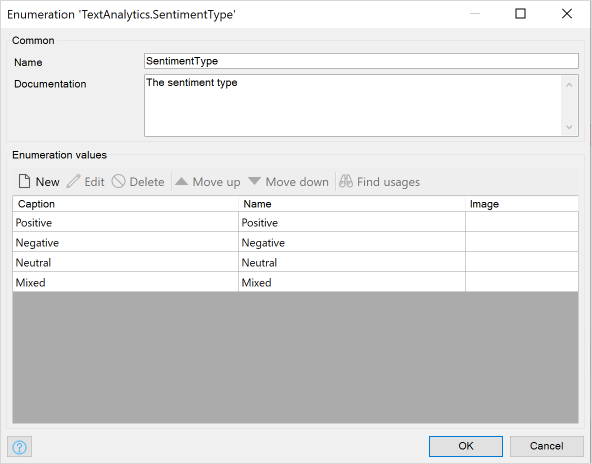 Enumeration 'TextAnalytics.SentimentType'
Common
Name SentimentType
Documentation The sentiment type
Enumeration values
New Edit Delete Move up Move down Find usages
Caption Name Image
Positive Positive
Negative Negative
Neutral Neutral
Mixed Mixed
? OK Cancel